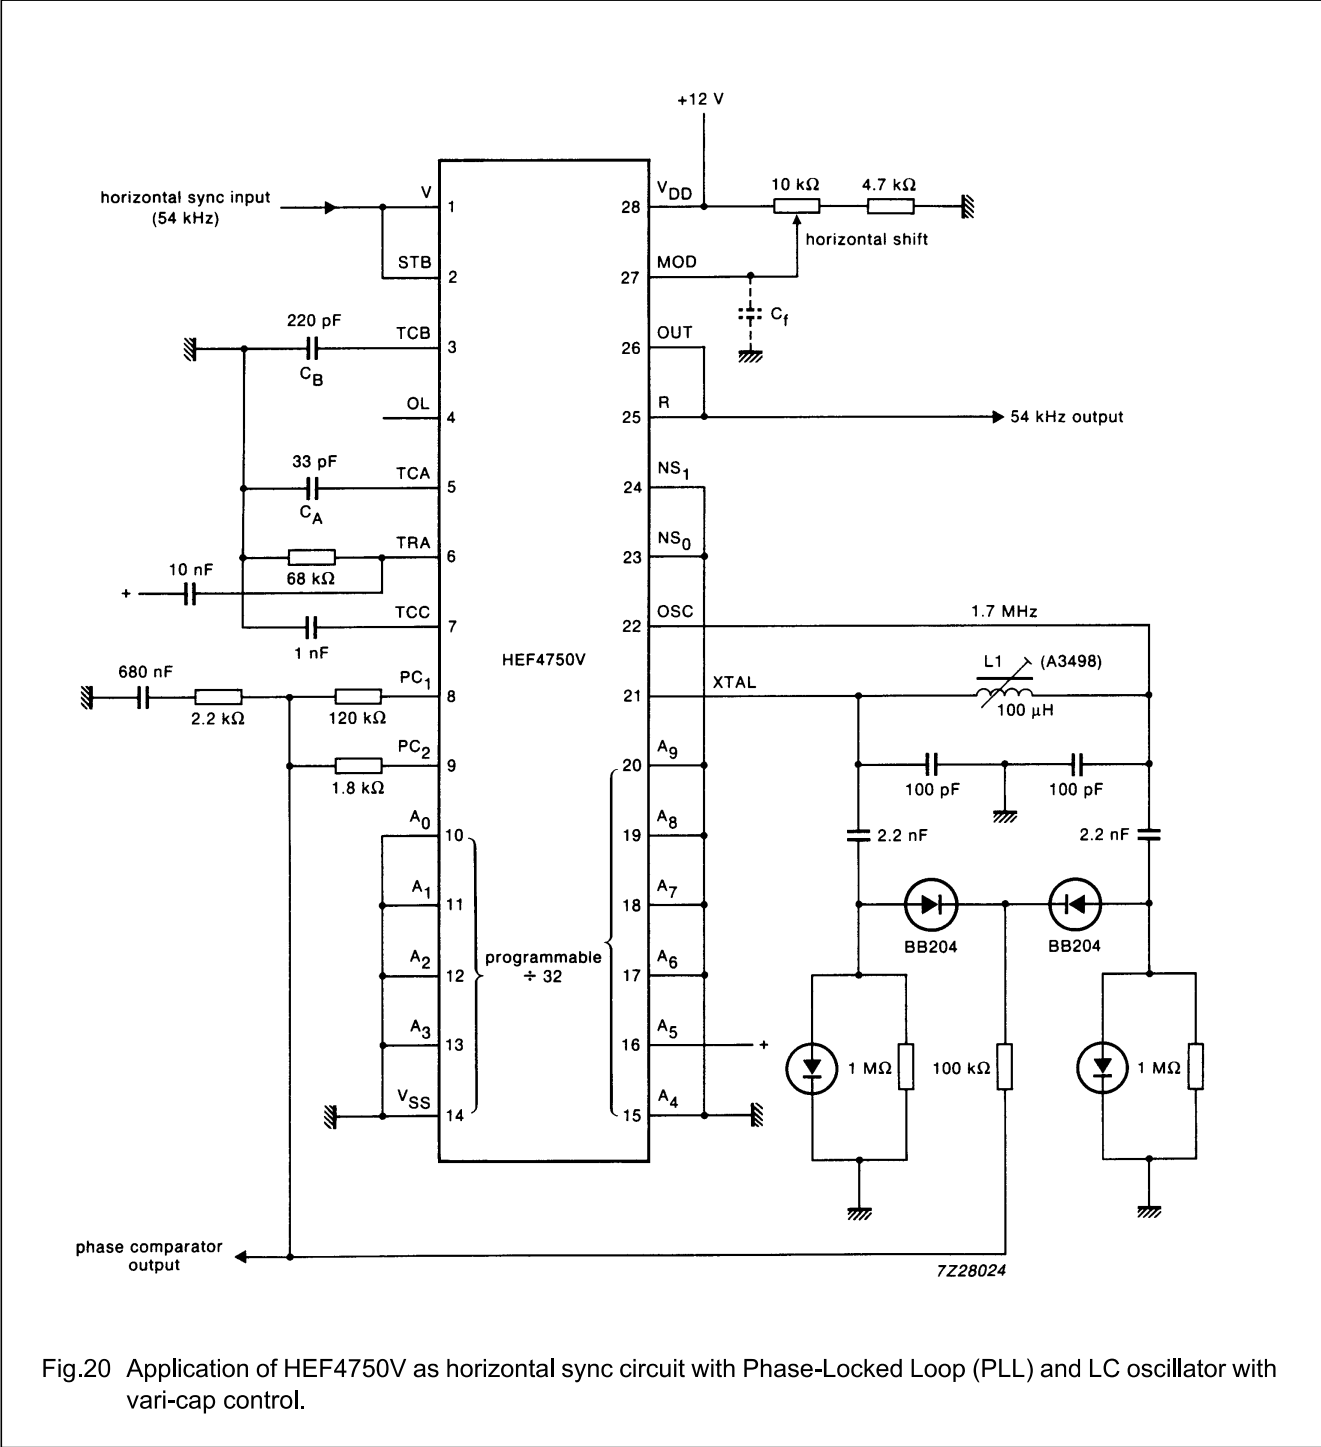 +12 V
horizontal sync input
(54 kHz)
V
1
STB
2
220 pF
TCB
3
C_B
OL
4
33 pF
TCA
5
C_A
TRA
6
68 kΩ
10 nF
+
TCC
7
1 nF
HEF4750V
680 nF
2.2 kΩ
120 kΩ
PC_1
8
PC_2
9
1.8 kΩ
A_0
10
A_1
11
A_2
12
A_3
13
V_SS
14
programmable
÷ 32
28
V_DD
10 kΩ
4.7 kΩ
horizontal shift
27
MOD
C_f
26
OUT
25
R
54 kHz output
24
NS_1
23
NS_0
22
OSC
1.7 MHz
21
XTAL
L1
(A3498)
100 µH
20
A_9
100 pF
100 pF
19
A_8
2.2 nF
2.2 nF
18
A_7
BB204
BB204
17
A_6
16
A_5
+
1 MΩ
100 kΩ
1 MΩ
15
A_4
phase comparator
output
7Z28024
Fig.20 Application of HEF4750V as horizontal sync circuit with Phase-Locked Loop (PLL) and LC oscillator with
vari-cap control.